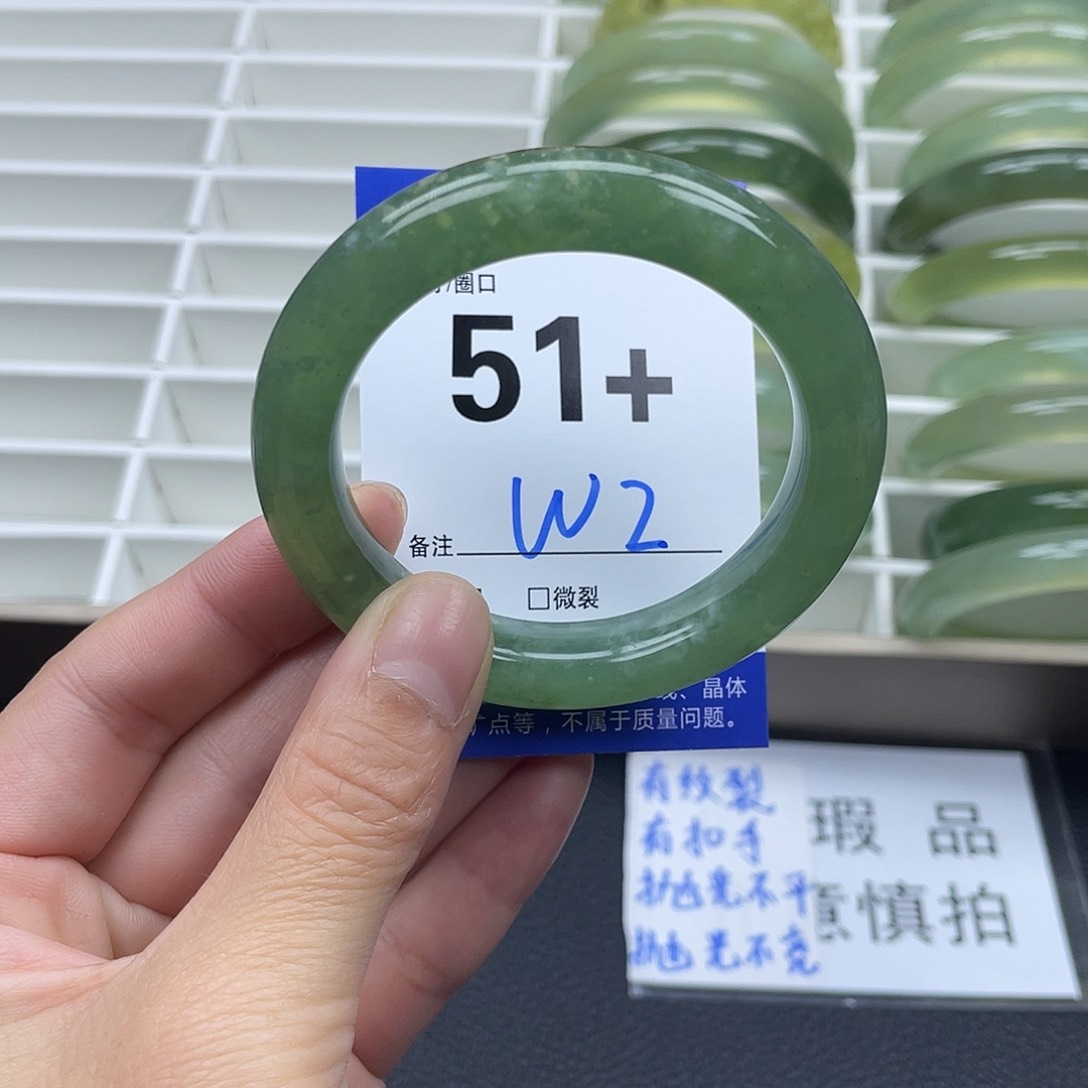 /圈口
51+
W2
备注
□微裂
、晶体
点等，不属于质量问题。
有纹裂
有扣手
抛光不平
抛光不亮
瑕品
慎拍